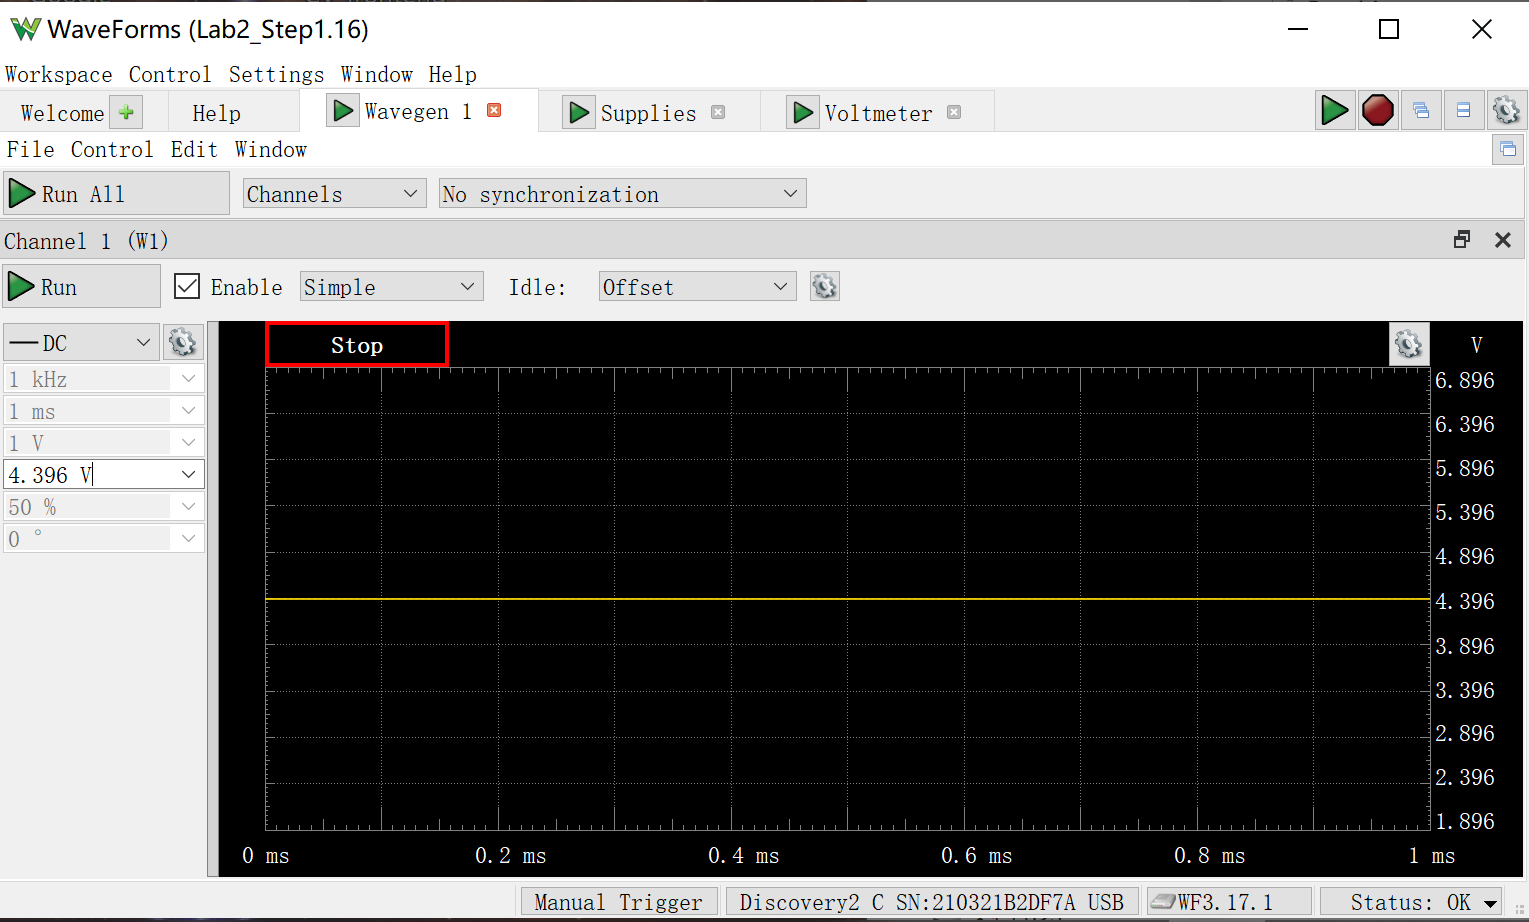 WaveForms (Lab2_Step1.16)
Workspace Control Settings Window Help
Welcome Help Wavegen 1 Supplies Voltmeter
File Control Edit Window
Run All Channels No synchronization
Channel 1 (W1)
Run Enable Simple Idle: Offset
DC Stop V
1 kHz
1 ms
1 V
4.396 V
50 %
0 °
6.896
6.396
5.896
5.396
4.896
4.396
3.896
3.396
2.896
2.396
1.896
0 ms 0.2 ms 0.4 ms 0.6 ms 0.8 ms 1 ms
Manual Trigger Discovery2 C SN:210321B2DF7A USB WF3.17.1 Status: OK